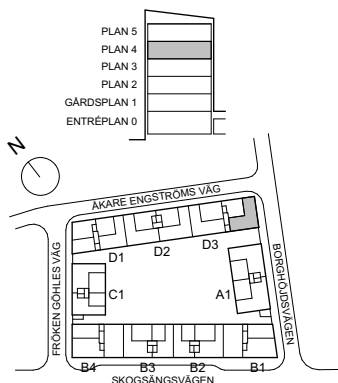 PLAN 5
PLAN 4
PLAN 3
PLAN 2
GÅRDSPLAN 1
ENTRÉPLAN 0
N
ÅKARE ENGSTRÖMS VÄG
D1
D2
D3
FRÖKEN GÖHLES VÄG
BORGHÖJDSVÄGEN
C1
A1
B4
B3
B2
B1
SKOGSÄNGSVÄGEN